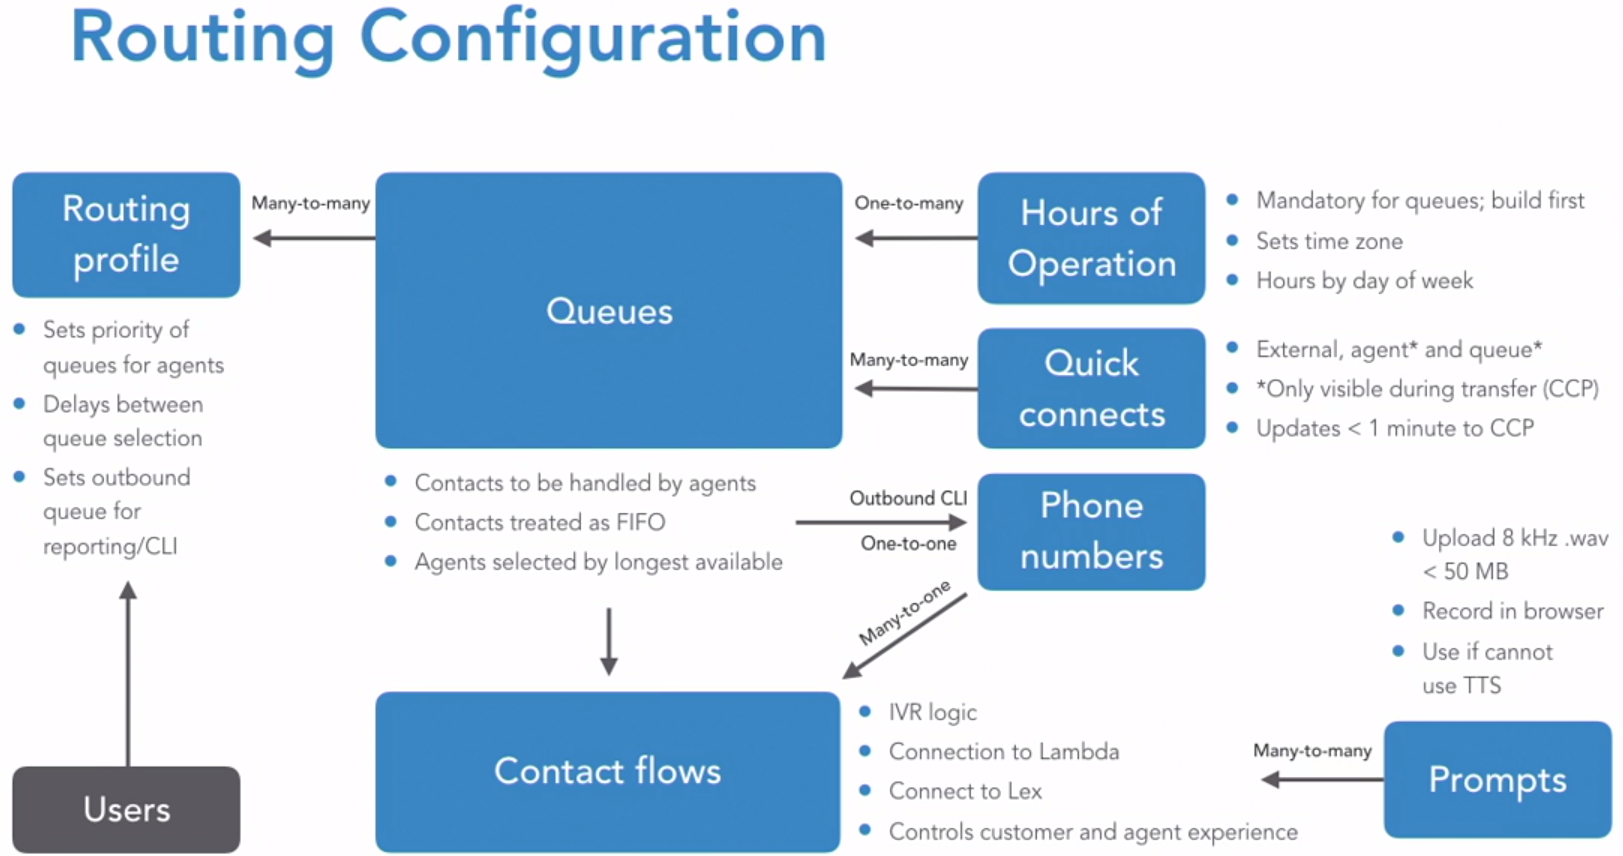 Routing Configuration
Routing
profile
Many-to-many
Queues
One-to-many
Hours of
Operation
• Mandatory for queues; build first
• Sets time zone
• Hours by day of week
• Sets priority of
queues for agents
• Delays between
queue selection
• Sets outbound
queue for
reporting/CLI
Many-to-many
Quick
connects
• External, agent* and queue*
• *Only visible during transfer (CCP)
• Updates < 1 minute to CCP
• Contacts to be handled by agents
• Contacts treated as FIFO
• Agents selected by longest available
Outbound CLI
One-to-one
Phone
numbers
Many-to-one
• Upload 8 kHz .wav
< 50 MB
• Record in browser
• Use if cannot
use TTS
Users
Contact flows
• IVR logic
• Connection to Lambda
• Connect to Lex
• Controls customer and agent experience
Many-to-many
Prompts